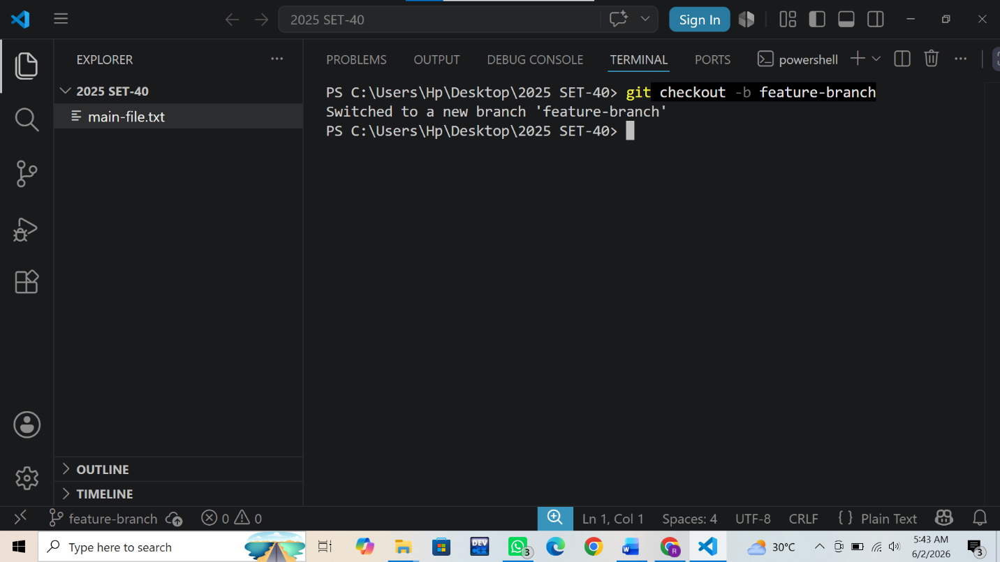 2025 SET-40
Sign In
EXPLORER
2025 SET-40
main-file.txt
OUTLINE
TIMELINE
PROBLEMS OUTPUT DEBUG CONSOLE TERMINAL PORTS powershell
PS C:\Users\Hp\Desktop\2025 SET-40> git checkout -b feature-branch
Switched to a new branch 'feature-branch'
PS C:\Users\Hp\Desktop\2025 SET-40>
feature-branch 0 0 Ln 1, Col 1 Spaces: 4 UTF-8 CRLF {} Plain Text
Type here to search
DEV C++
3
W
R
30°C
5:43 AM
6/2/2026
3